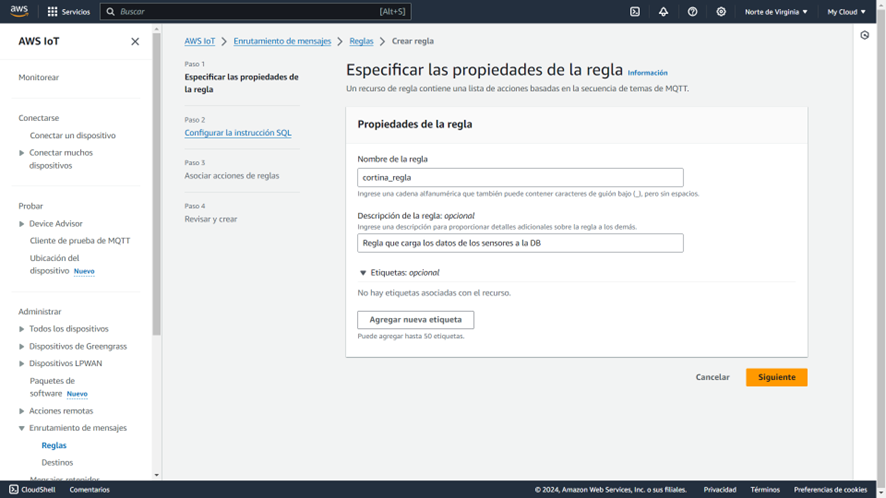 aws
Servicios
Buscar
[Alt+S]
Norte de Virginia
My Cloud
AWS IoT
Monitorear
Conectarse
Conectar un dispositivo
Conectar muchos
dispositivos
Probar
Device Advisor
Cliente de prueba de MQTT
Ubicación del
dispositivo Nuevo
Administrar
Todos los dispositivos
Dispositivos de Greengrass
Dispositivos LPWAN
Paquetes de
software Nuevo
Acciones remotas
Enrutamiento de mensajes
Reglas
Destinos
Mensajes retenidos
AWS IoT > Enrutamiento de mensajes > Reglas > Crear regla
Paso 1
Especificar las propiedades de
la regla
Paso 2
Configurar la instrucción SQL
Paso 3
Asociar acciones de reglas
Paso 4
Revisar y crear
Especificar las propiedades de la regla Información
Un recurso de regla contiene una lista de acciones basadas en la secuencia de temas de MQTT.
Propiedades de la regla
Nombre de la regla
cortina_regla
Ingrese una cadena alfanumérica que también puede contener caracteres de guión bajo (_), pero sin espacios.
Descripción de la regla: opcional
Ingrese una descripción para proporcionar detalles adicionales sobre la regla a los demás.
Regla que carga los datos de los sensores a la DB
Etiquetas: opcional
No hay etiquetas asociadas con el recurso.
Agregar nueva etiqueta
Puede agregar hasta 50 etiquetas.
Cancelar
Siguiente
CloudShell
Comentarios
© 2024, Amazon Web Services, Inc. o sus filiales.
Privacidad
Términos
Preferencias de cookies